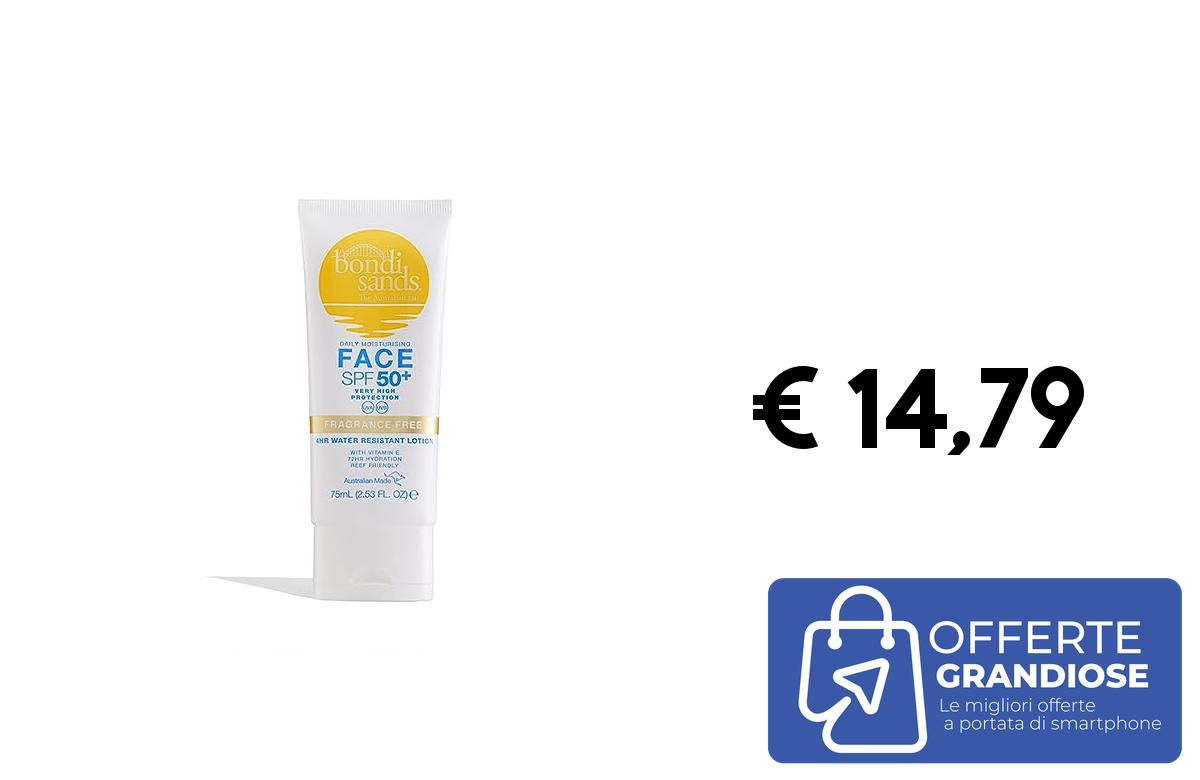 bondi
sands.
DAILY MOISTURISING
FACE
SPF 50+
VERY HIGH
PROTECTION
UVA UVB
FRAGRANCE FREE
4HR WATER RESISTANT LOTION
WITH VITAMIN E
72HR HYDRATION
REEF FRIENDLY
Australian Made
75mL (2.53 FL. OZ) e
€ 14,79
OFFERTE
GRANDIOSE
Le migliori offerte
a portata di smartphone